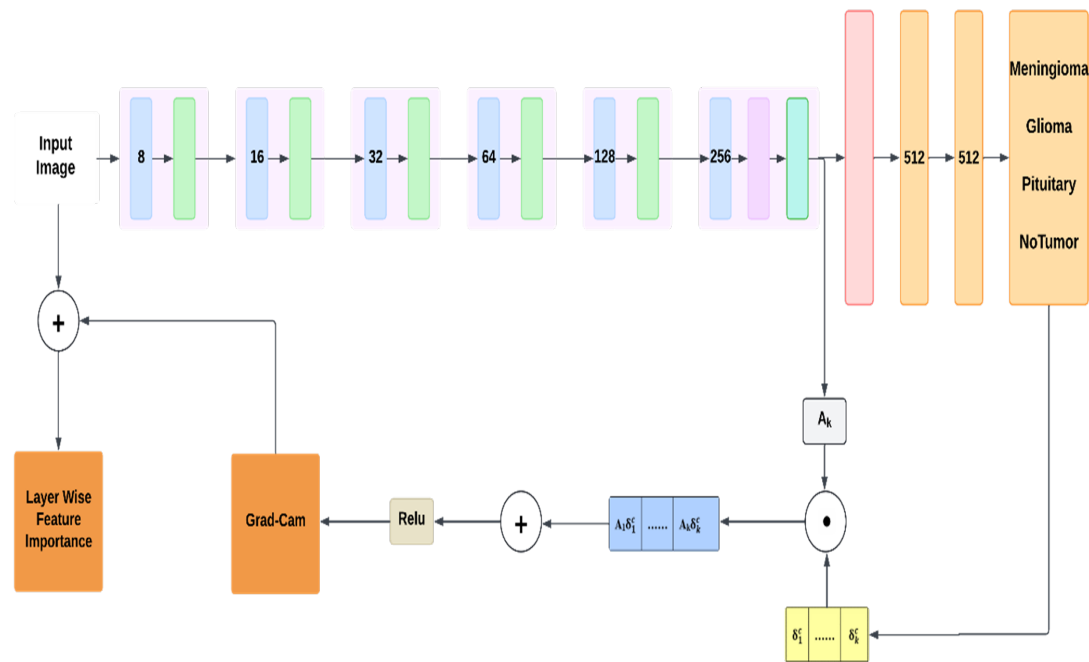 Input
Image
8
16
32
64
128
256
512
512
Meningioma
Glioma
Pituitary
NoTumor
+
Aₖ
Layer Wise
Feature
Importance
Grad-Cam
Relu
+
A₁δ₁ᶜ ...... Aₖδₖᶜ
•
δ₁ᶜ ...... δₖᶜ